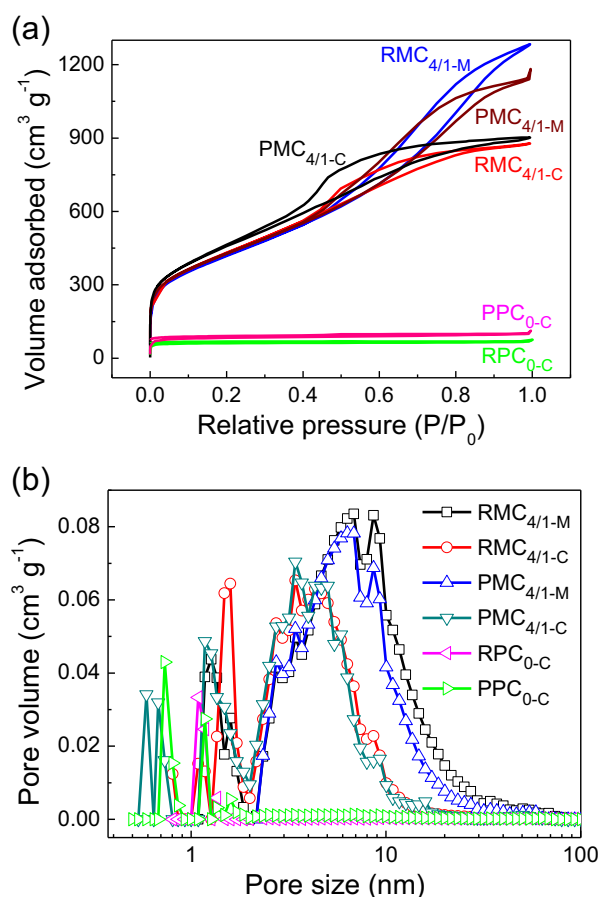 (a)
1200
900
600
300
0
Volume adsorbed (cm³ g⁻¹)
RMC4/1-M
PMC4/1-M
PMC4/1-C
RMC4/1-C
PPC0-C
RPC0-C
0.0 0.2 0.4 0.6 0.8 1.0
Relative pressure (P/P₀)
(b)
0.08
0.06
0.04
0.02
0.00
Pore volume (cm³ g⁻¹)
RMC4/1-M
RMC4/1-C
PMC4/1-M
PMC4/1-C
RPC0-C
PPC0-C
1 10 100
Pore size (nm)